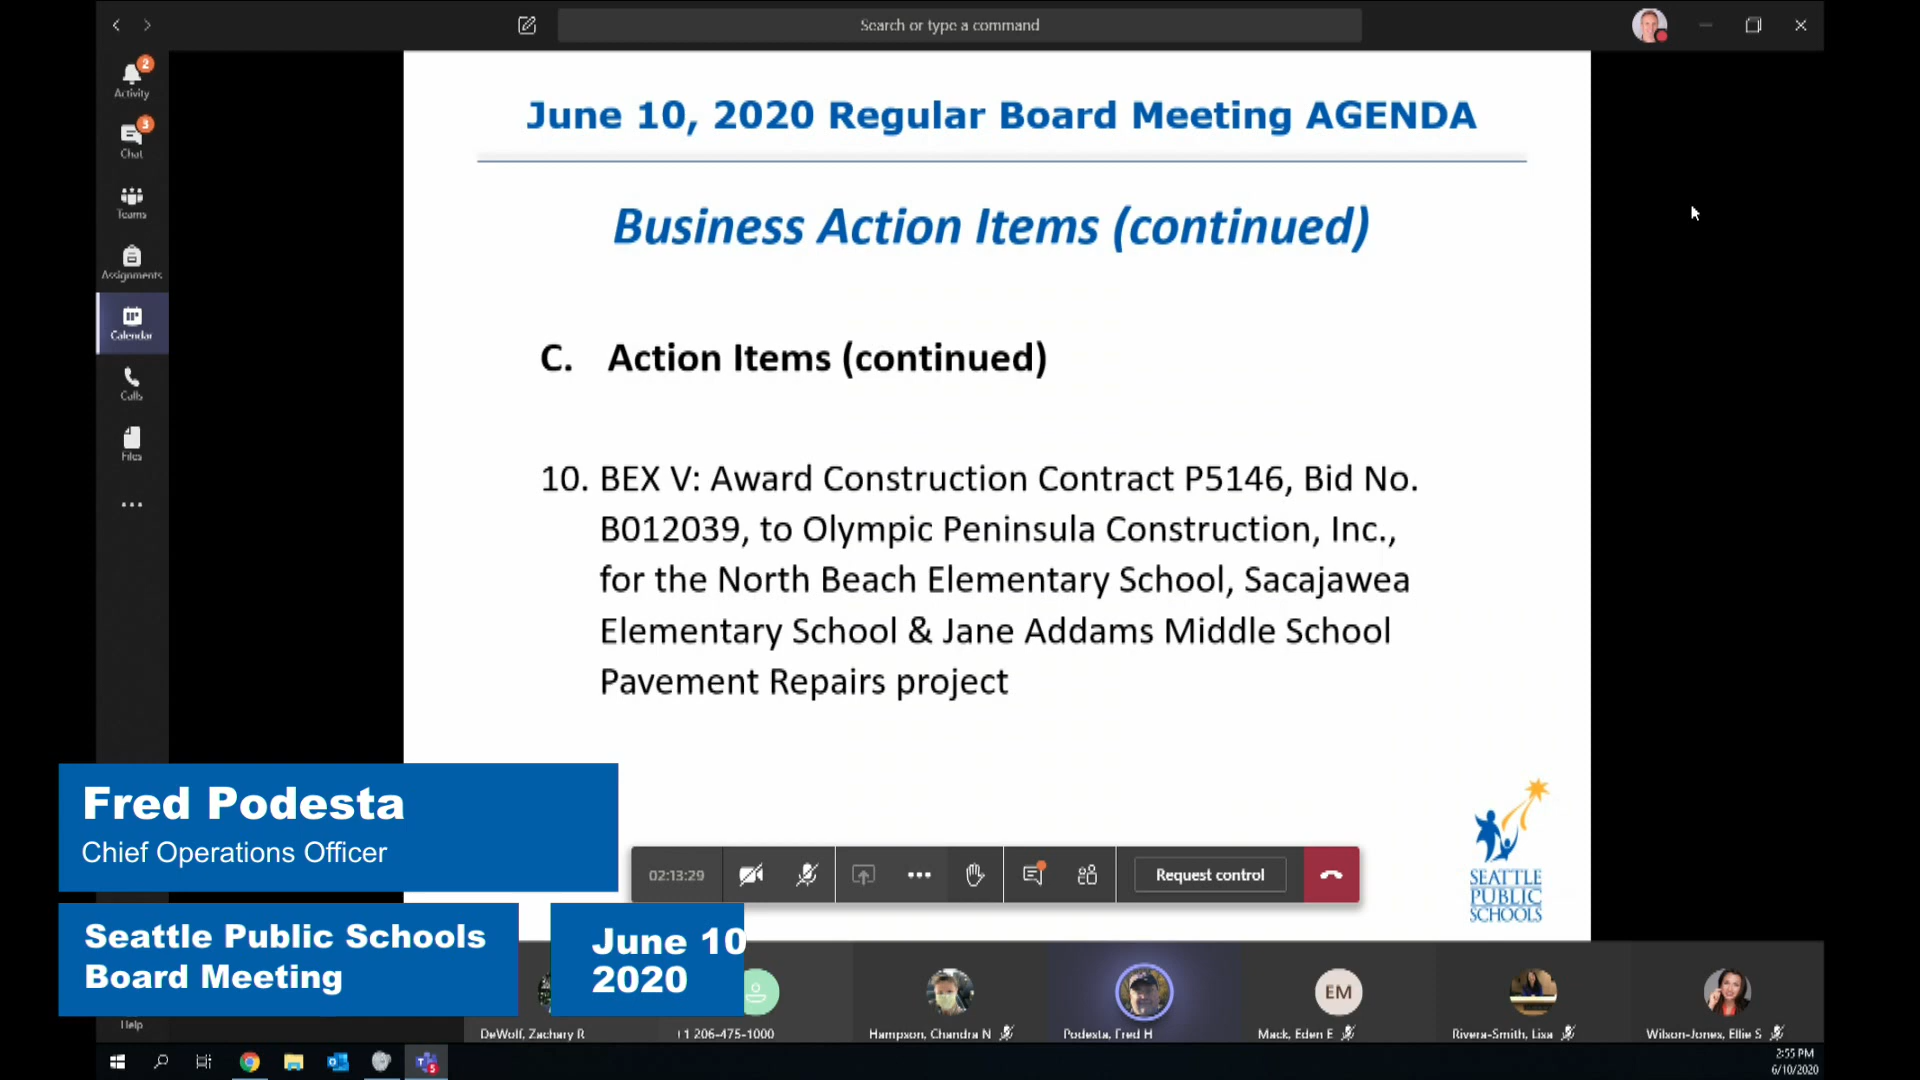 Search or type a command
2
Activity
3
Chat
Teams
Assignments
Calendar
Calls
Files
Help
June 10, 2020 Regular Board Meeting AGENDA
Business Action Items (continued)
C. Action Items (continued)
10. BEX V: Award Construction Contract P5146, Bid No.
B012039, to Olympic Peninsula Construction, Inc.,
for the North Beach Elementary School, Sacajawea
Elementary School & Jane Addams Middle School
Pavement Repairs project
SEATTLE
PUBLIC
SCHOOLS
Fred Podesta
Chief Operations Officer
02:13:29
Request control
Seattle Public Schools
Board Meeting
June 10
2020
EM
DeWolf, Zachary R
+1 206-475-1000
Hampson, Chandra N
Podesta, Fred H
Mack, Eden E
Rivera-Smith, Lisa
Wilson-Jones, Ellie S
5
2:55 PM
6/10/2020